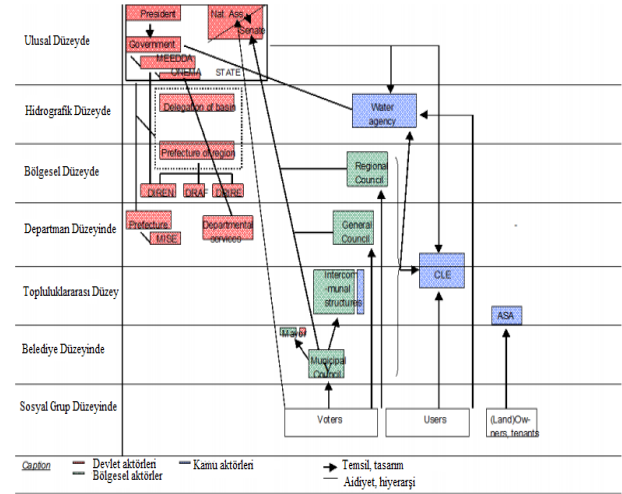 President
Nat. Ass.
Senate
Ulusal Düzeyde
Government
MEEDDA
ONEMA
STATE
Hidrografik Düzeyde
Delegation of basin
Water
agency
Prefecture of region
Bölgesel Düzeyde
Regional
Council
DIREN
DRAF
DRIRE
Departman Düzeyinde
Prefecture
MISE
Departmental
services
General
Council
Topluluklararası Düzey
Intercom
-munal
structures
CLE
ASA
Belediye Düzeyinde
Mayor
Municipal
Council
Sosyal Grup Düzeyinde
Voters
Users
(Land)Ow-
ners, tenants
Caption
Devlet aktörleri
Kamu aktörleri
Temsil, tasarım
Bölgesel aktörler
Aidiyet, hiyerarşi